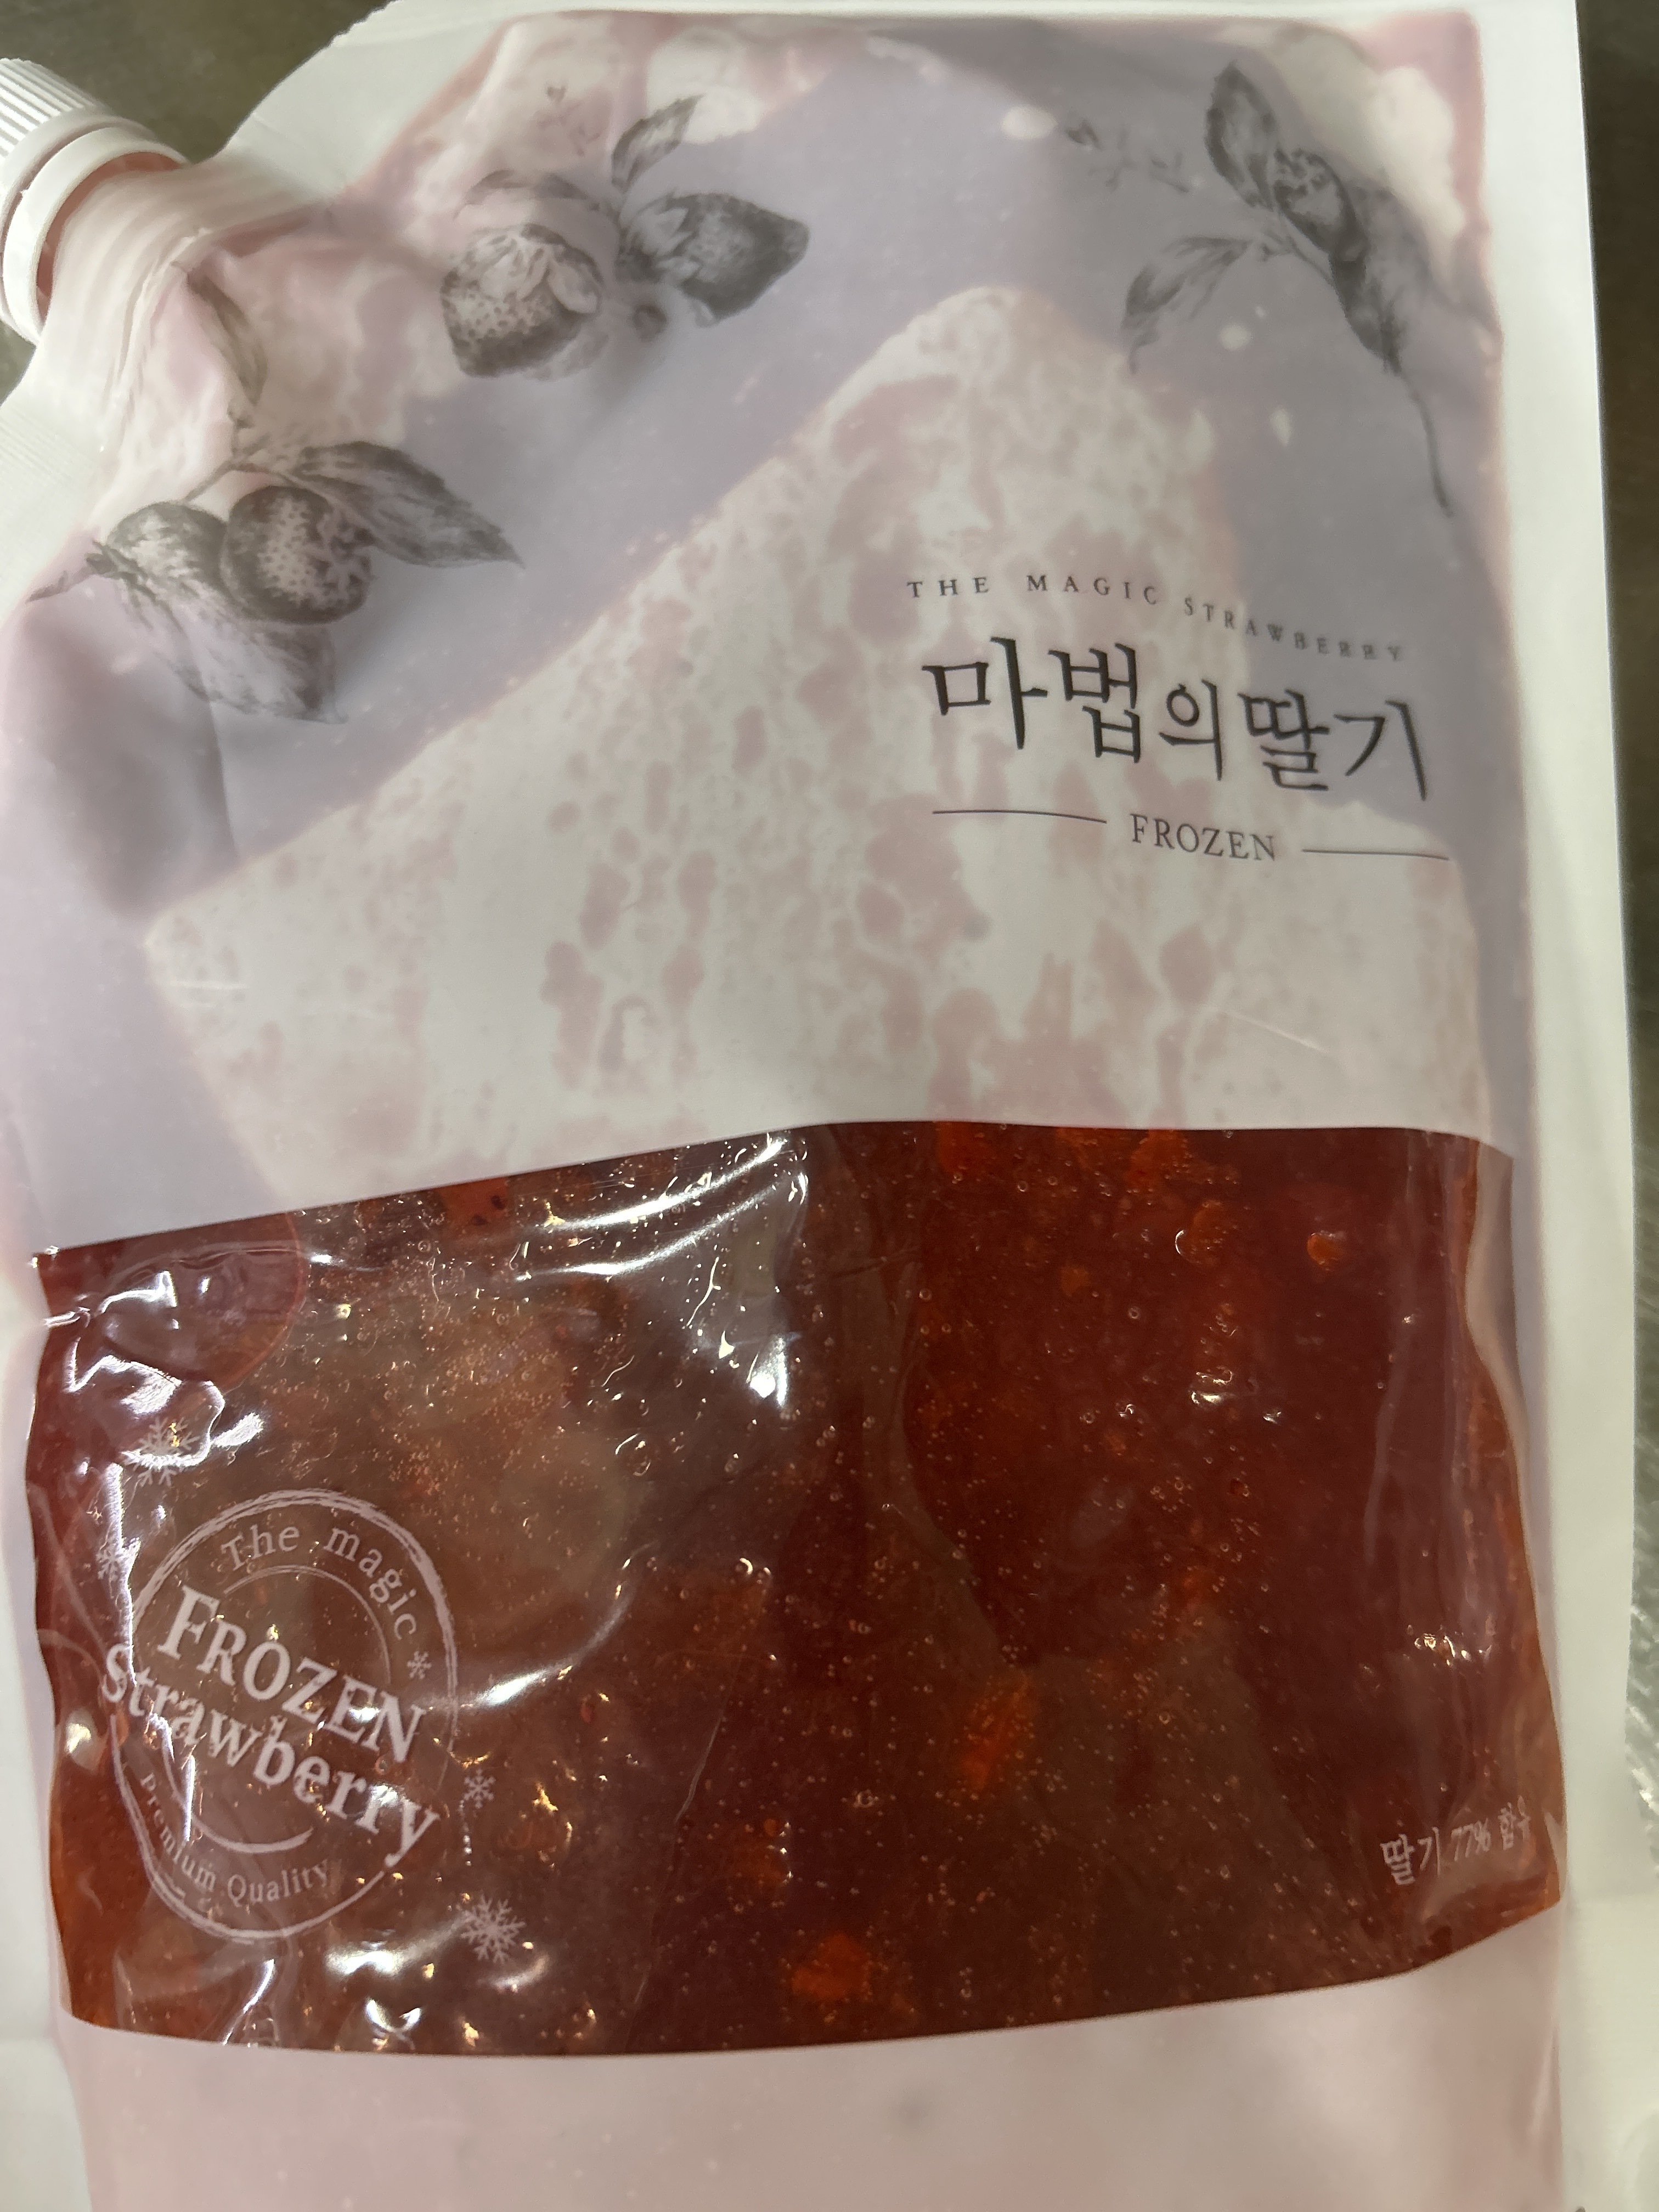 THE MAGIC STRAWBERRY
마법의딸기
FROZEN
The magic
FROZEN
Strawberry
Premium Quality
딸기 77% 함유